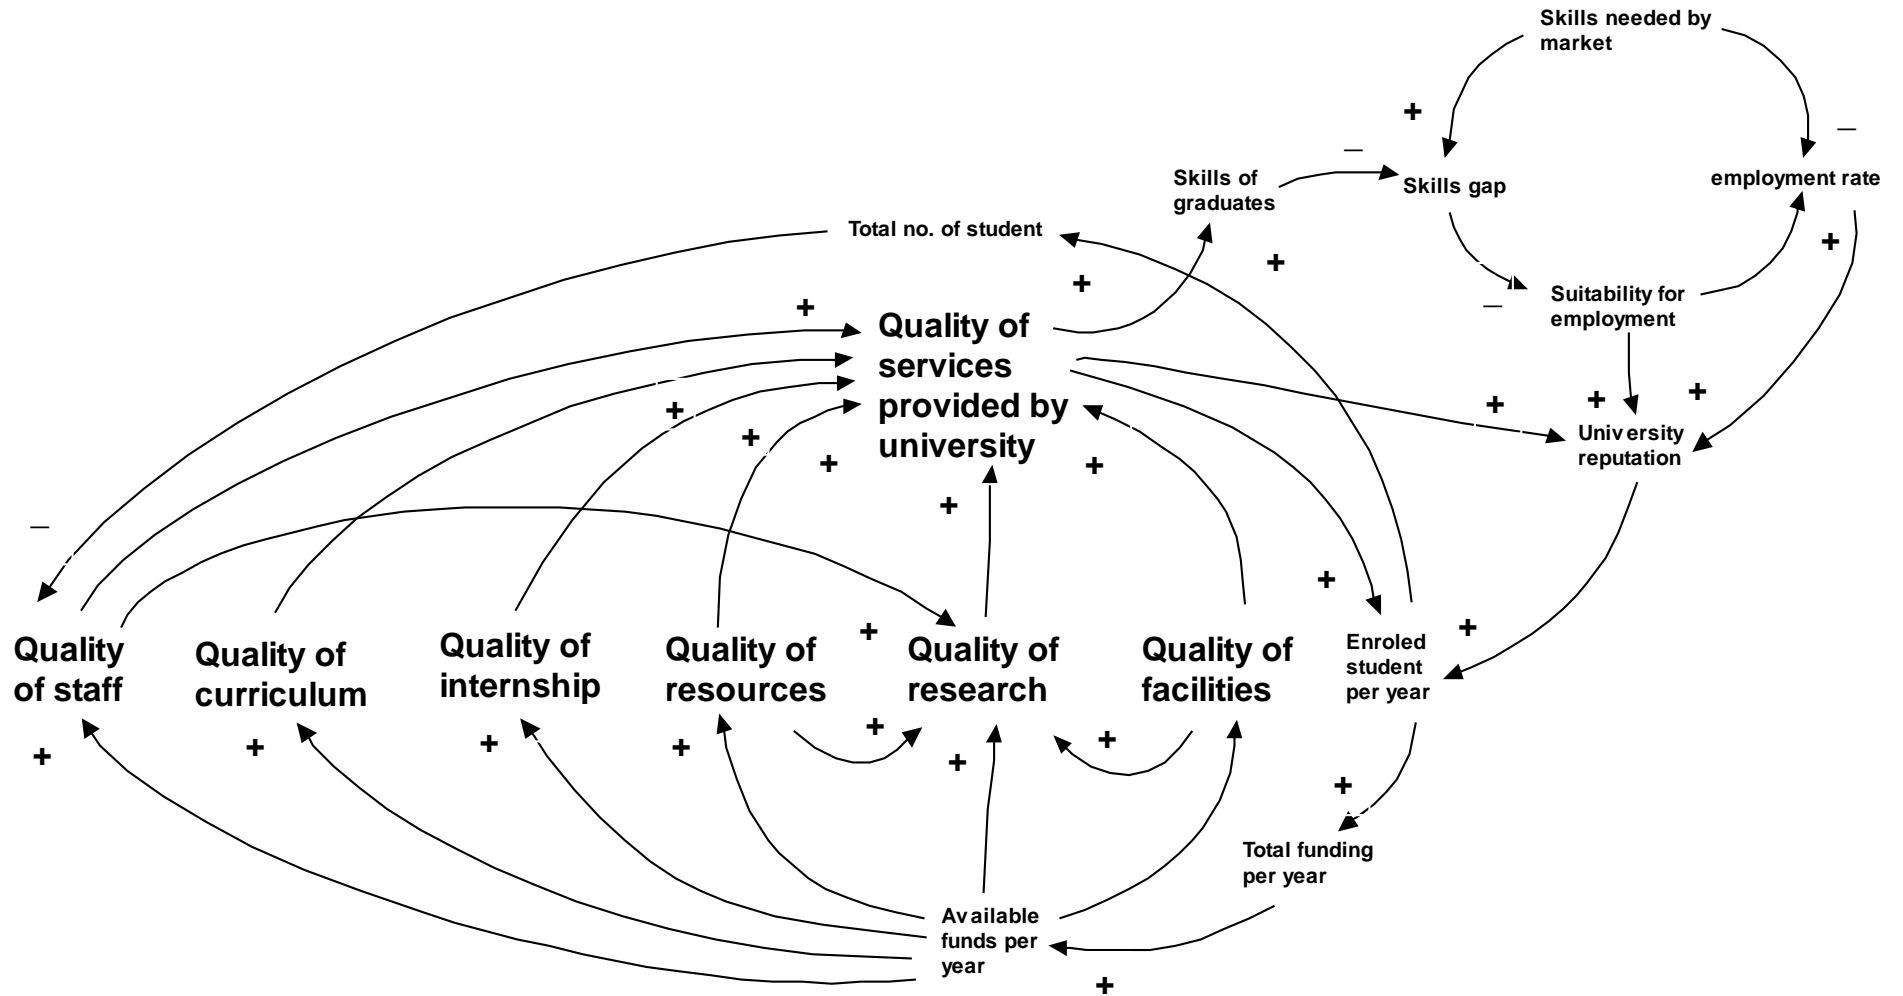 Skills needed by
market
+
–
–
Skills of
graduates
Skills gap
employment rate
Total no. of student
+
+
+
+
–
Suitability for
employment
Quality of
services
provided by
university
+
+
+
+
+
+
+
+
+
University
reputation
–
+
+
+
Quality
of staff
Quality of
curriculum
Quality of
internship
Quality of
resources
Quality of
research
Quality of
facilities
Enroled
student
per year
+
+
+
+
+
+
+
+
Total funding
per year
Available
funds per
year
+